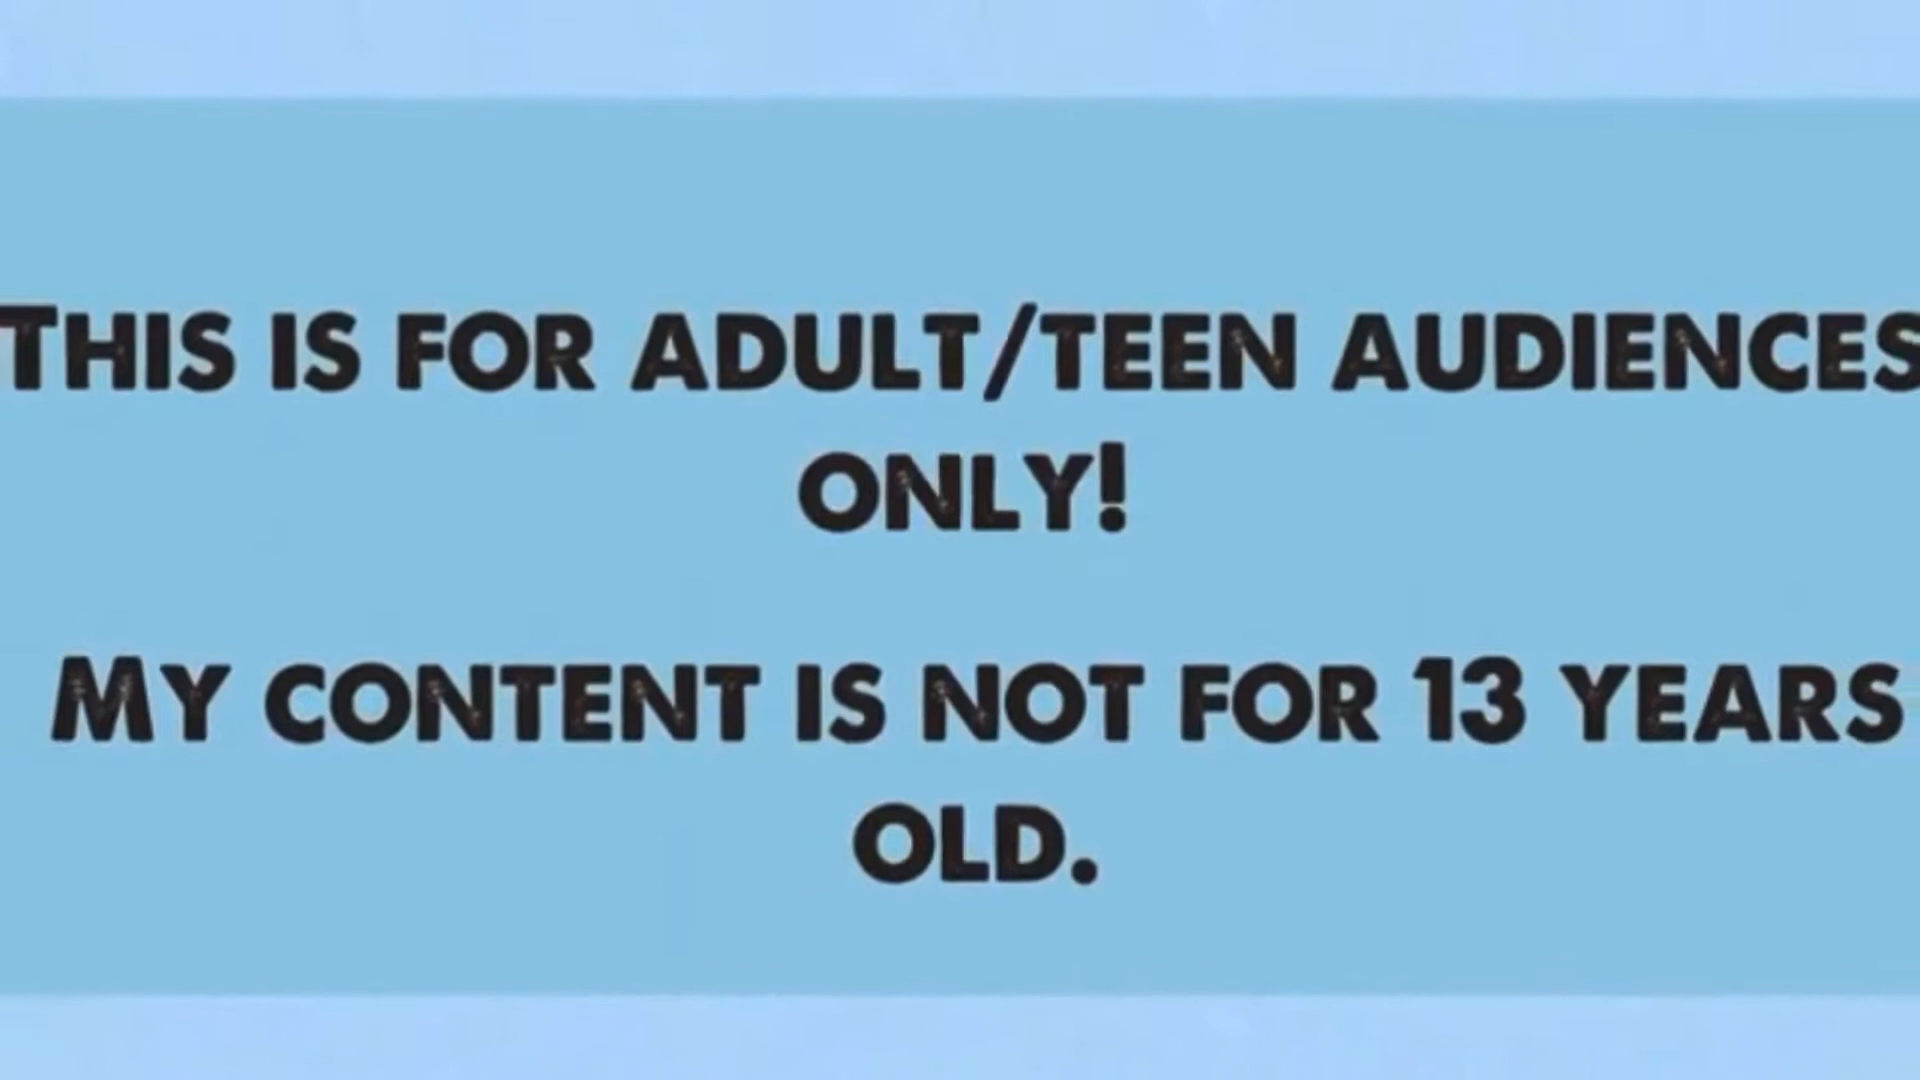 This is for adult/teen audiences
only!
My content is not for 13 years
old.